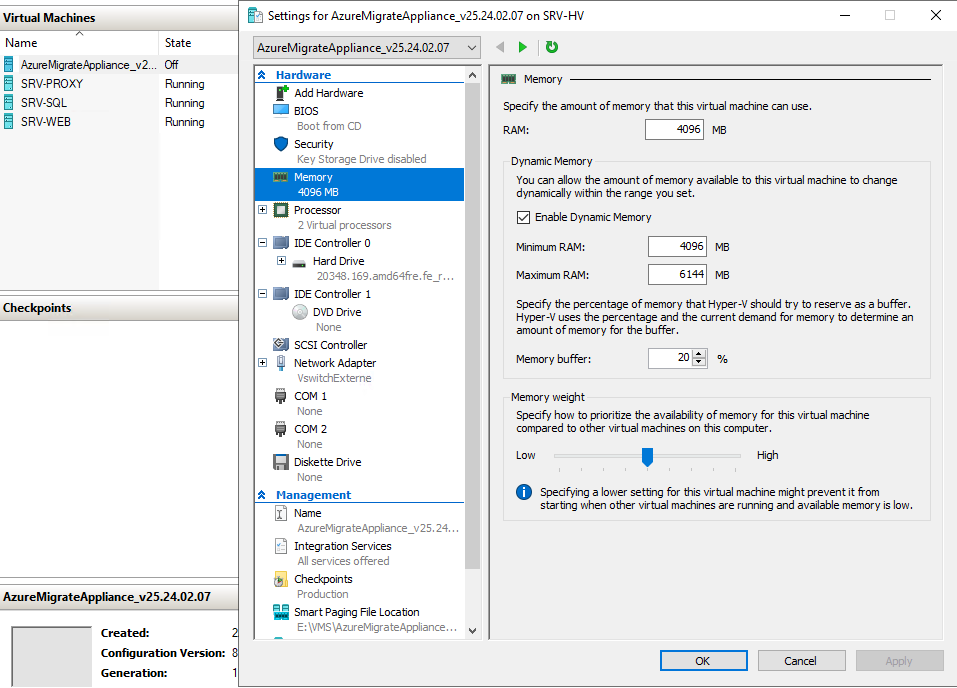 Virtual Machines
Name State
AzureMigrateAppliance_v2... Off
SRV-PROXY Running
SRV-SQL Running
SRV-WEB Running
Checkpoints
AzureMigrateAppliance_v25.24.02.07
Created: 2
Configuration Version: 8
Generation: 1
Settings for AzureMigrateAppliance_v25.24.02.07 on SRV-HV
AzureMigrateAppliance_v25.24.02.07
Hardware
Add Hardware
BIOS
Boot from CD
Security
Key Storage Drive disabled
Memory
4096 MB
Processor
2 Virtual processors
IDE Controller 0
Hard Drive
20348.169.amd64fre.fe_r...
IDE Controller 1
DVD Drive
None
SCSI Controller
Network Adapter
VswitchExterne
COM 1
None
COM 2
None
Diskette Drive
None
Management
Name
AzureMigrateAppliance_v25.24...
Integration Services
All services offered
Checkpoints
Production
Smart Paging File Location
E:\VMS\AzureMigrateAppliance...
Memory
Specify the amount of memory that this virtual machine can use.
RAM: 4096 MB
Dynamic Memory
You can allow the amount of memory available to this virtual machine to change
dynamically within the range you set.
Enable Dynamic Memory
Minimum RAM: 4096 MB
Maximum RAM: 6144 MB
Specify the percentage of memory that Hyper-V should try to reserve as a buffer.
Hyper-V uses the percentage and the current demand for memory to determine an
amount of memory for the buffer.
Memory buffer: 20 %
Memory weight
Specify how to prioritize the availability of memory for this virtual machine
compared to other virtual machines on this computer.
Low High
Specifying a lower setting for this virtual machine might prevent it from
starting when other virtual machines are running and available memory is low.
OK Cancel Apply